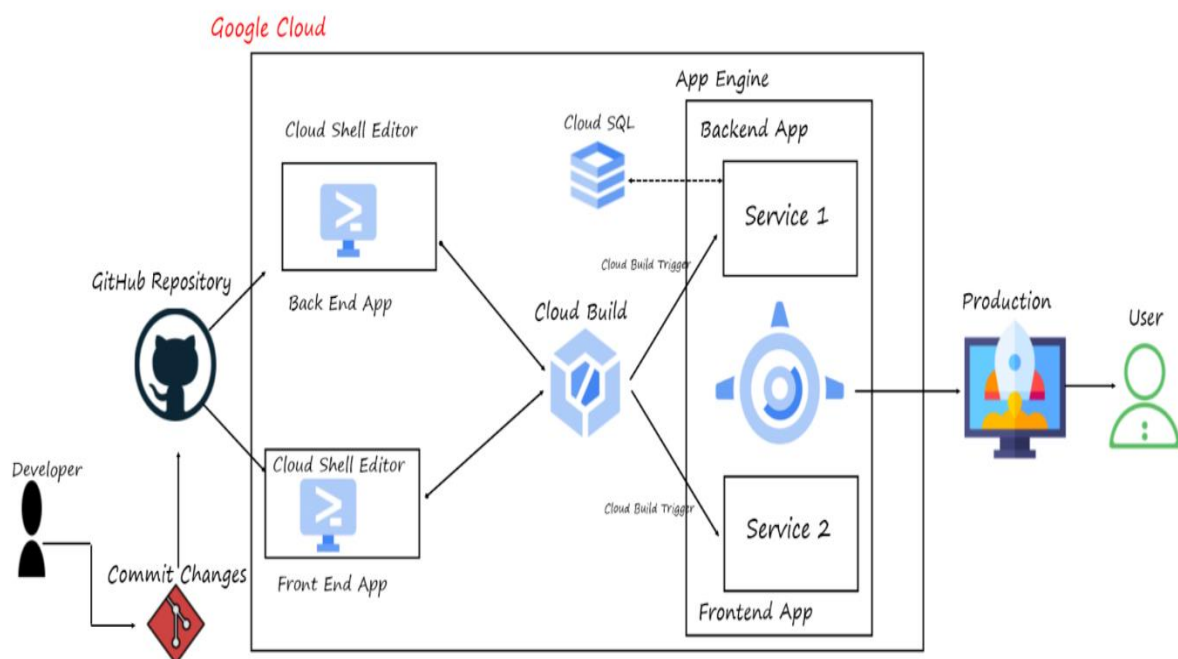 Google Cloud
App Engine
Cloud Shell Editor
Cloud SQL
Backend App
Service 1
Cloud Build Trigger
GitHub Repository
Back End App
Cloud Build
Production
User
Developer
Cloud Shell Editor
Cloud Build Trigger
Service 2
Commit Changes
Front End App
Frontend App